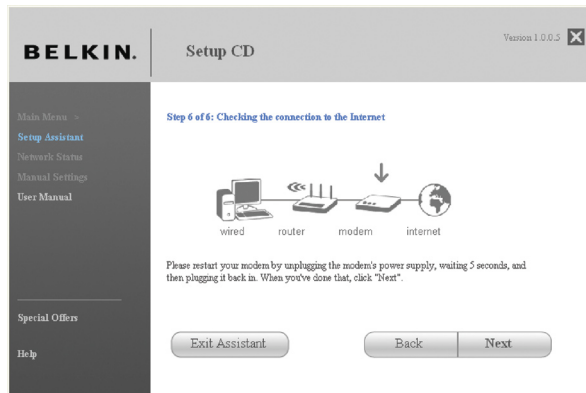 BELKIN.
Setup CD
Version 1.0.0.5
Main Menu >
Setup Assistant
Network Status
Manual Settings
User Manual
Special Offers
Help
Step 6 of 6: Checking the connection to the Internet
wired router modem internet
Please restart your modem by unplugging the modem's power supply, waiting 5 seconds, and
then plugging it back in. When you've done that, click "Next".
Exit Assistant Back Next